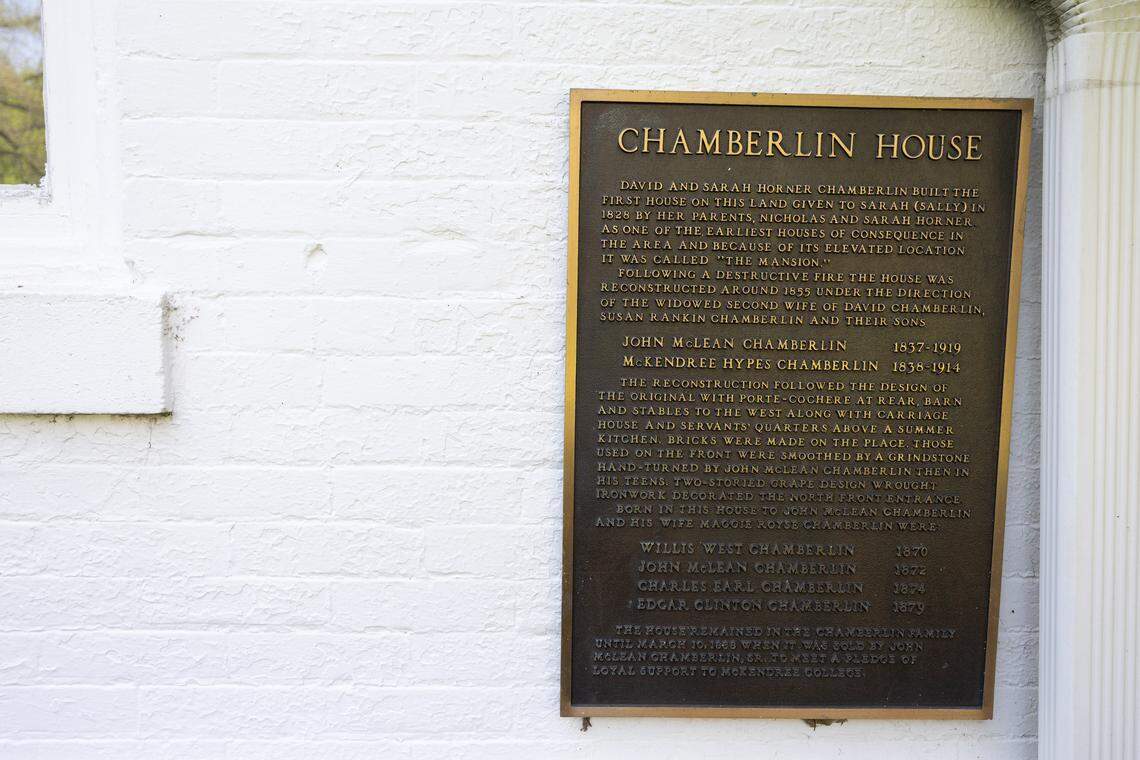 CHAMBERLIN HOUSE
DAVID AND SARAH HORNER CHAMBERLIN BUILT THE
FIRST HOUSE ON THIS LAND GIVEN TO SARAH (SALLY) IN
1828 BY HER PARENTS, NICHOLAS AND SARAH HORNER.
AS ONE OF THE EARLIEST HOUSES OF CONSEQUENCE IN
THE AREA AND BECAUSE OF ITS ELEVATED LOCATION
IT WAS CALLED "THE MANSION."
FOLLOWING A DESTRUCTIVE FIRE THE HOUSE WAS
RECONSTRUCTED AROUND 1855 UNDER THE DIRECTION
OF THE WIDOWED SECOND WIFE OF DAVID CHAMBERLIN,
SUSAN RANKIN CHAMBERLIN AND THEIR SONS
JOHN McLEAN CHAMBERLIN 1837-1919
McKENDREE HYPES CHAMBERLIN 1838-1914
THE RECONSTRUCTION FOLLOWED THE DESIGN OF
THE ORIGINAL WITH PORTE-COCHERE AT REAR, BARN
AND STABLES TO THE WEST ALONG WITH CARRIAGE
HOUSE AND SERVANTS' QUARTERS ABOVE A SUMMER
KITCHEN. BRICKS WERE MADE ON THE PLACE. THOSE
USED ON THE FRONT WERE SMOOTHED BY A GRINDSTONE
HAND-TURNED BY JOHN McLEAN CHAMBERLIN THEN IN
HIS TEENS. TWO-STORIED GRAPE DESIGN WROUGHT
IRONWORK DECORATED THE NORTH FRONT ENTRANCE.
BORN IN THIS HOUSE TO JOHN McLEAN CHAMBERLIN
AND HIS WIFE MAGGIE ROYSE CHAMBERLIN WERE:
WILLIS WEST CHAMBERLIN 1870
JOHN McLEAN CHAMBERLIN 1872
CHARLES EARL CHAMBERLIN 1874
EDGAR CLINTON CHAMBERLIN 1879
THE HOUSE REMAINED IN THE CHAMBERLIN FAMILY
UNTIL MARCH 10, 1888 WHEN IT WAS SOLD BY JOHN
McLEAN CHAMBERLIN, SR. TO MEET A PLEDGE OF
LOYAL SUPPORT TO McKENDREE COLLEGE.